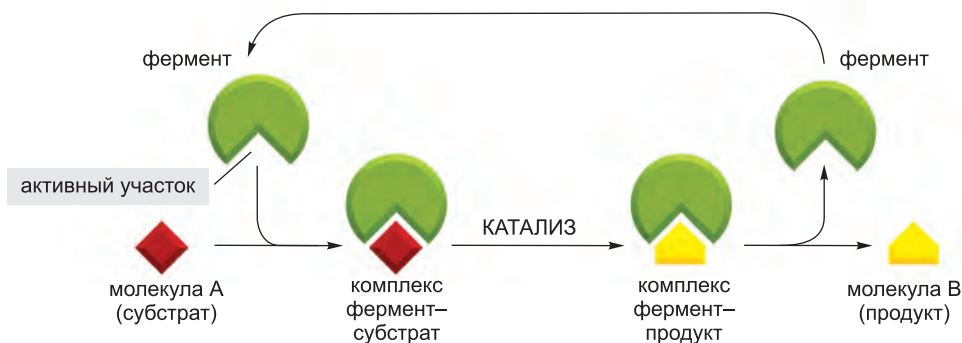 фермент
фермент
активный участок
КАТАЛИЗ
молекула А
(субстрат)
комплекс
фермент–
субстрат
комплекс
фермент–
продукт
молекула В
(продукт)